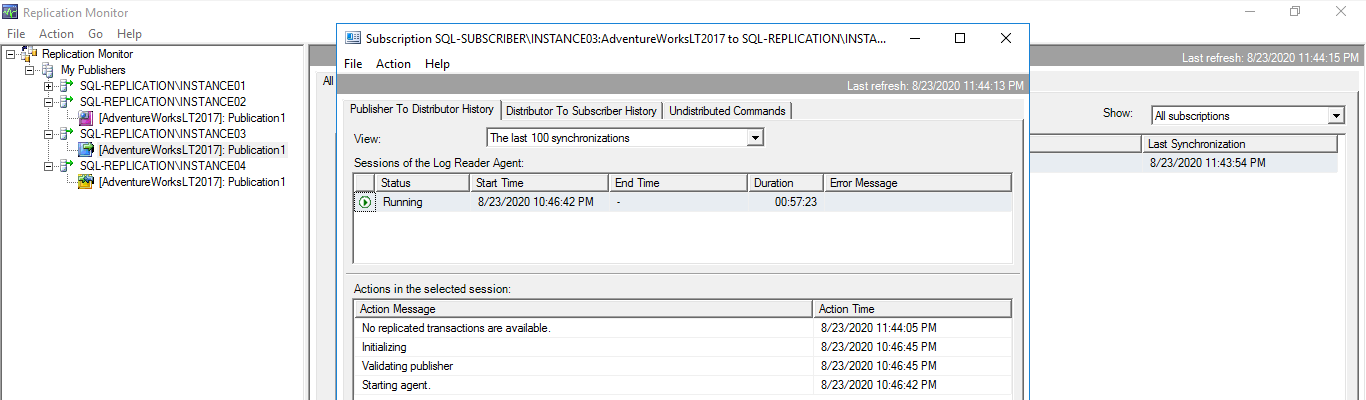 Replication Monitor
File Action Go Help
Replication Monitor
My Publishers
SQL-REPLICATION\INSTANCE01
SQL-REPLICATION\INSTANCE02
[AdventureWorksLT2017]: Publication1
SQL-REPLICATION\INSTANCE03
[AdventureWorksLT2017]: Publication1
SQL-REPLICATION\INSTANCE04
[AdventureWorksLT2017]: Publication1
Last refresh: 8/23/2020 11:44:15 PM
All
Show: All subscriptions
Last Synchronization
8/23/2020 11:43:54 PM
Subscription SQL-SUBSCRIBER\INSTANCE03:AdventureWorksLT2017 to SQL-REPLICATION\INSTA...
File Action Help
Last refresh: 8/23/2020 11:44:13 PM
Publisher To Distributor History Distributor To Subscriber History Undistributed Commands
View: The last 100 synchronizations
Sessions of the Log Reader Agent:
Status Start Time End Time Duration Error Message
Running 8/23/2020 10:46:42 PM - 00:57:23
Actions in the selected session:
Action Message Action Time
No replicated transactions are available. 8/23/2020 11:44:05 PM
Initializing 8/23/2020 10:46:45 PM
Validating publisher 8/23/2020 10:46:45 PM
Starting agent. 8/23/2020 10:46:42 PM